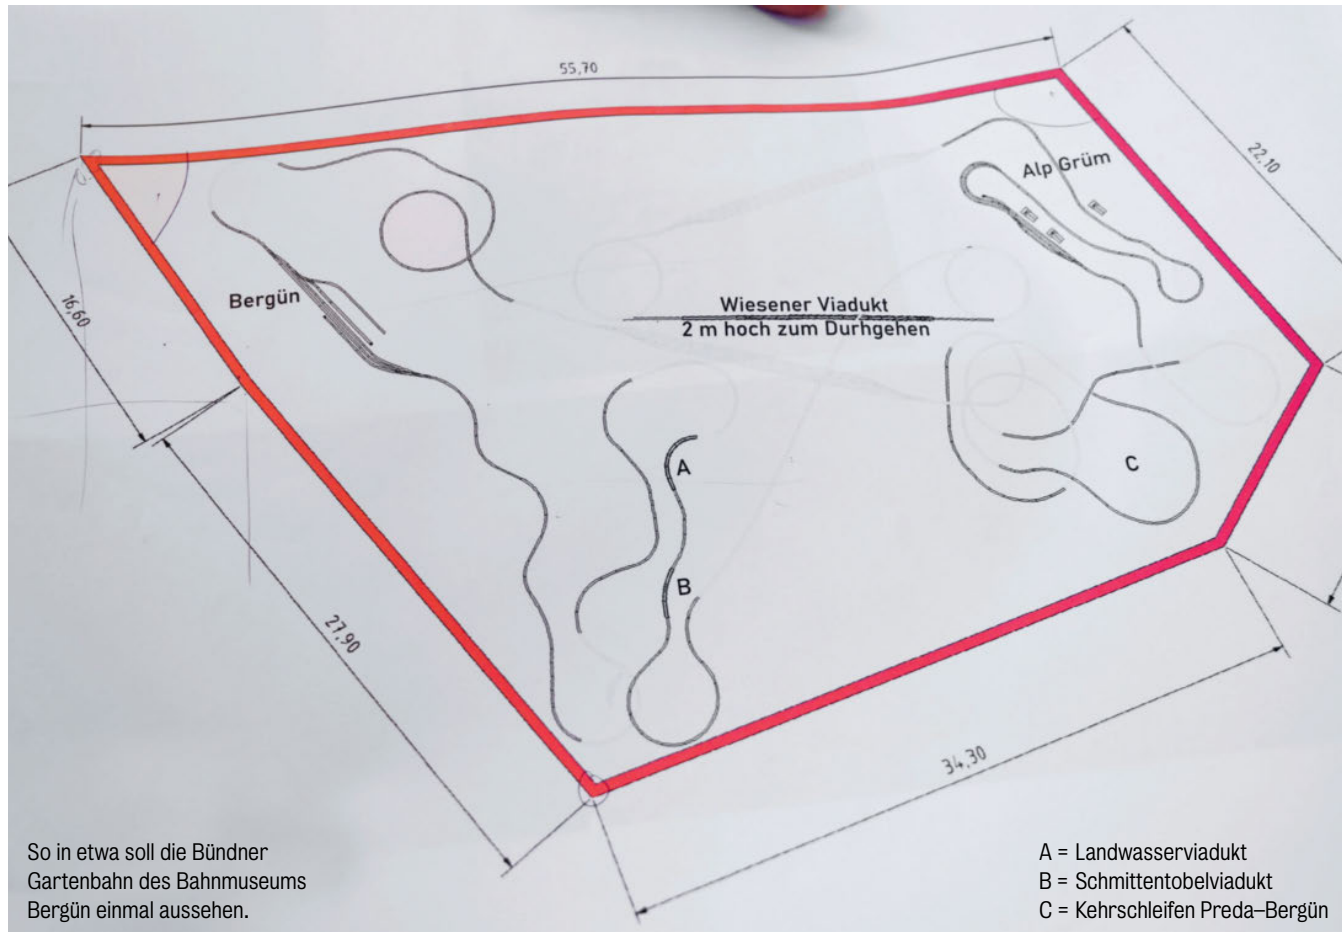 55,70
22,10
Alp Grüm
16,60
Bergün
Wiesener Viadukt
2 m hoch zum Durhgehen
A
C
B
27,90
34,30
So in etwa soll die Bündner
Gartenbahn des Bahnmuseums
Bergün einmal aussehen.
A = Landwasserviadukt
B = Schmittentobelviadukt
C = Kehrschleifen Preda–Bergün